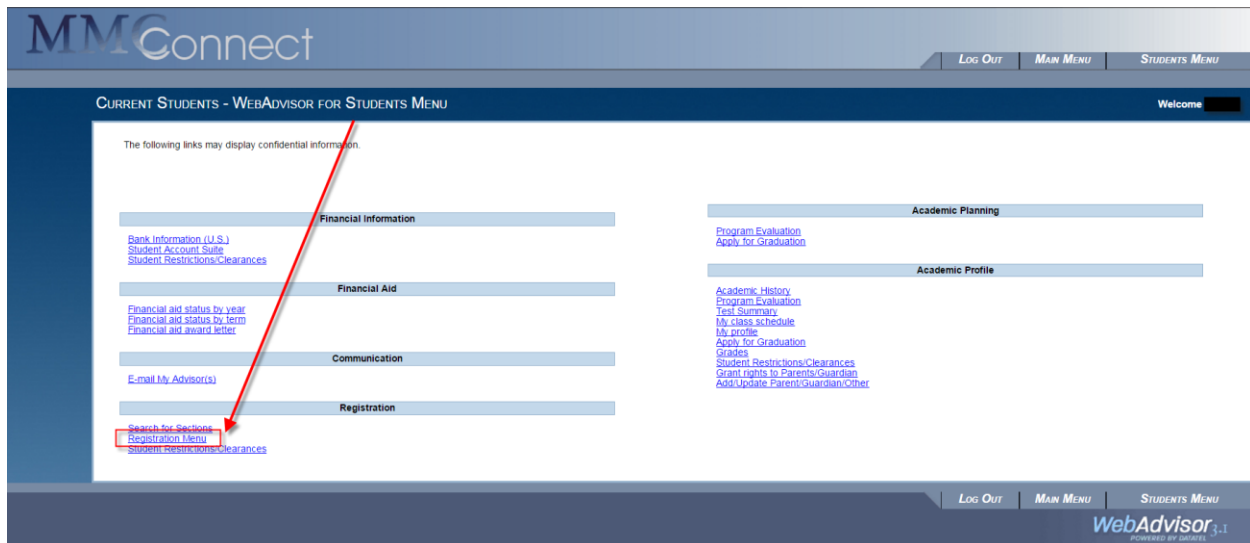 MMConnect
LOG OUT MAIN MENU STUDENTS MENU
CURRENT STUDENTS - WEBADVISOR FOR STUDENTS MENU Welcome
The following links may display confidential information.
Financial Information
Bank Information (U.S.)
Student Account Suite
Student Restrictions/Clearances
Financial Aid
Financial aid status by year
Financial aid status by term
Financial aid award letter
Communication
E-mail My Advisor(s)
Registration
Search for Sections
Registration Menu
Student Restrictions/Clearances
Academic Planning
Program Evaluation
Apply for Graduation
Academic Profile
Academic History
Program Evaluation
Test Summary
My class schedule
My profile
Apply for Graduation
Grades
Student Restrictions/Clearances
Grant rights to Parents/Guardian
Add/Update Parent/Guardian/Other
LOG OUT MAIN MENU STUDENTS MENU
WebAdvisor 3.1
POWERED BY DATATEL